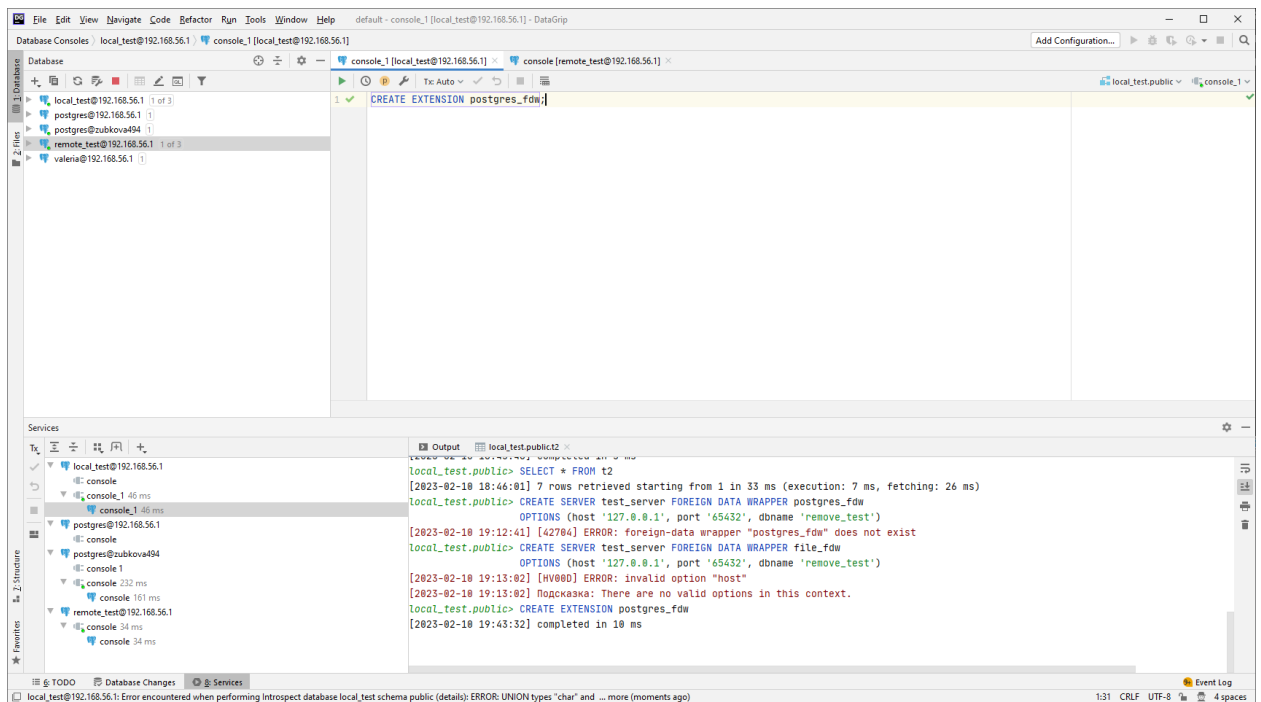 File Edit View Navigate Code Refactor Run Tools Window Help default - console_1 [local_test@192.168.56.1] - DataGrip
Database Consoles local_test@192.168.56.1 console_1 [local_test@192.168.56.1] Add Configuration...
Database console_1 [local_test@192.168.56.1] console [remote_test@192.168.56.1]
Tx: Auto local_test.public console_1
1: Database
2: Files
local_test@192.168.56.1 1 of 3
postgres@192.168.56.1 1
postgres@zubkova494 1
remote_test@192.168.56.1 1 of 3
valeria@192.168.56.1 1
1 CREATE EXTENSION postgres_fdw;
Services
Tx
local_test@192.168.56.1
console
console_1 46 ms
console_1 46 ms
postgres@192.168.56.1
console
postgres@zubkova494
console 1
console 232 ms
console 161 ms
remote_test@192.168.56.1
console 34 ms
console 34 ms
Z: Structure
Favorites
Output local_test.public.t2
local_test.public> SELECT * FROM t2
[2023-02-10 18:46:01] 7 rows retrieved starting from 1 in 33 ms (execution: 7 ms, fetching: 26 ms)
local_test.public> CREATE SERVER test_server FOREIGN DATA WRAPPER postgres_fdw
OPTIONS (host '127.0.0.1', port '65432', dbname 'remove_test')
[2023-02-10 19:12:41] [42704] ERROR: foreign-data wrapper "postgres_fdw" does not exist
local_test.public> CREATE SERVER test_server FOREIGN DATA WRAPPER file_fdw
OPTIONS (host '127.0.0.1', port '65432', dbname 'remove_test')
[2023-02-10 19:13:02] [HV00D] ERROR: invalid option "host"
[2023-02-10 19:13:02] Подсказка: There are no valid options in this context.
local_test.public> CREATE EXTENSION postgres_fdw
[2023-02-10 19:43:32] completed in 10 ms
6: TODO Database Changes 8: Services Event Log
local_test@192.168.56.1: Error encountered when performing Introspect database local_test schema public (details): ERROR: UNION types "char" and ... more (moments ago) 1:31 CRLF UTF-8 4 spaces